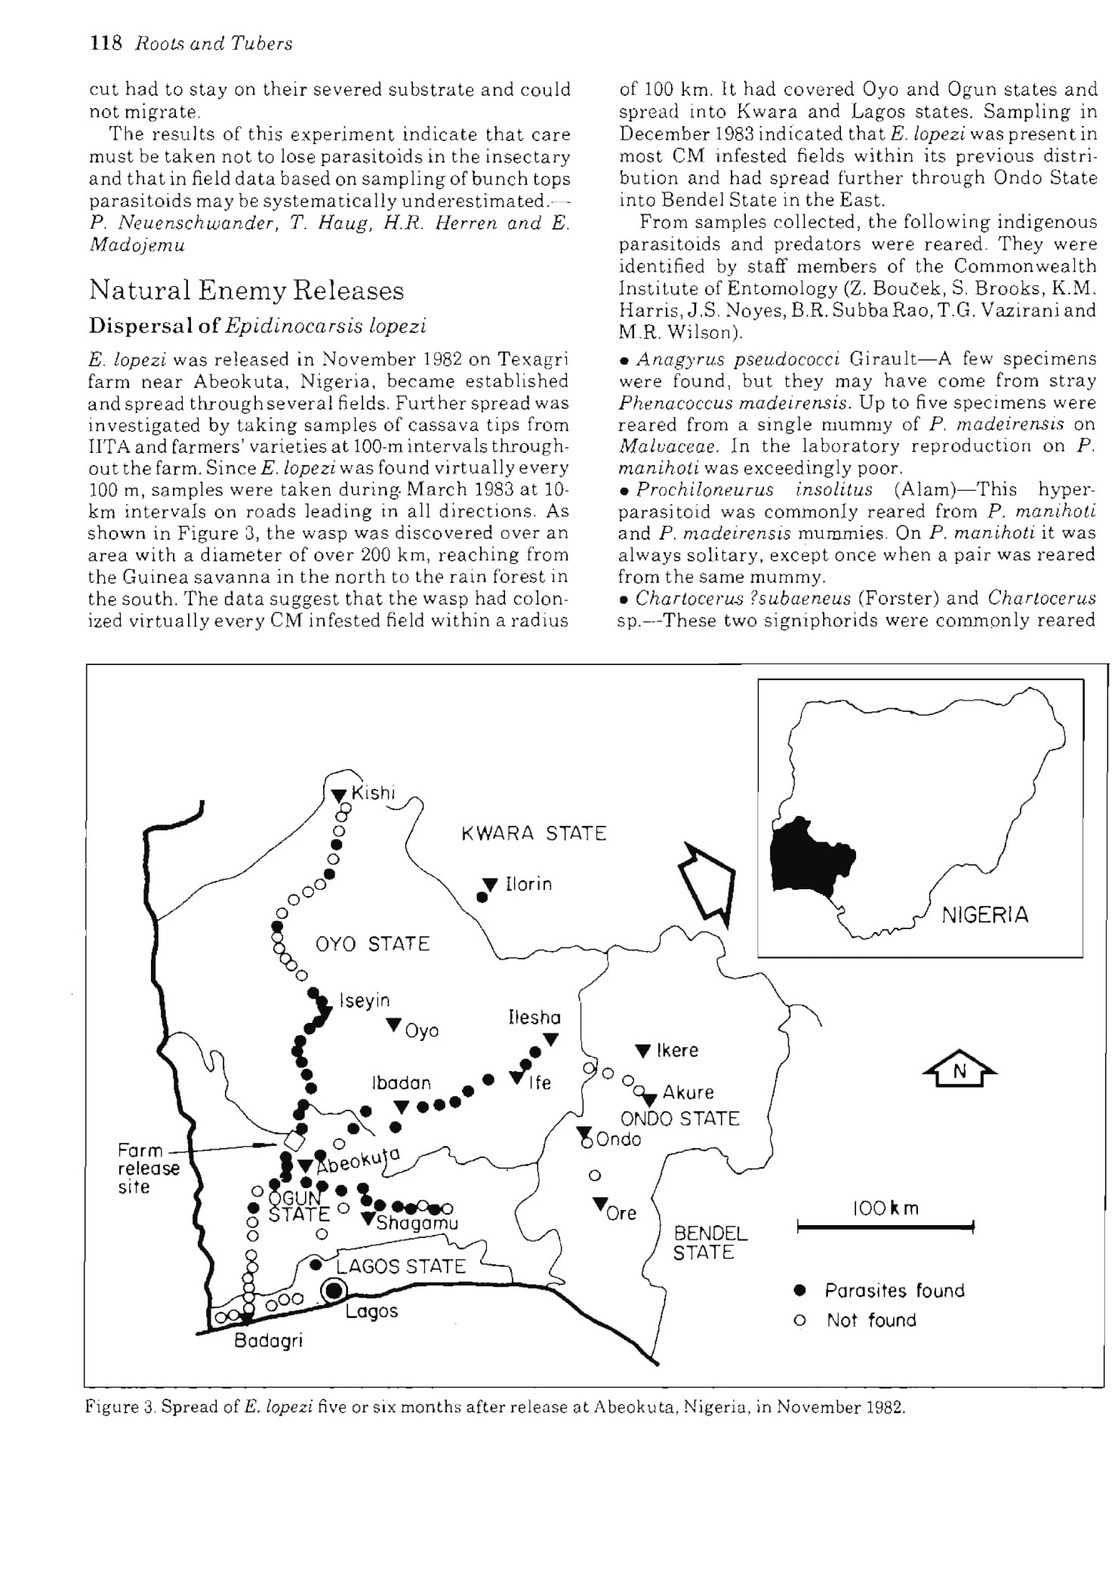 118 Roots and Tubers
cut had to stay on their severed substrate and could
not migrate.
The results of this experiment indicate that care
must be taken not to lose parasitoids in the insectary
and that in field data based on sampling of bunch tops
parasitoids may be systematically underestimated.—
P. Neuenschwander, T. Haug, H.R. Herren and E.
Madojemu
Natural Enemy Releases
Dispersal of Epidinocarsis lopezi
E. lopezi was released in November 1982 on Texagri
farm near Abeokuta, Nigeria, became established
and spread through several fields. Further spread was
investigated by taking samples of cassava tips from
IITA and farmers' varieties at 100-m intervals through-
out the farm. Since E. lopezi was found virtually every
100 m, samples were taken during March 1983 at 10-
km intervals on roads leading in all directions. As
shown in Figure 3, the wasp was discovered over an
area with a diameter of over 200 km, reaching from
the Guinea savanna in the north to the rain forest in
the south. The data suggest that the wasp had colon-
ized virtually every CM infested field within a radius
of 100 km. It had covered Oyo and Ogun states and
spread into Kwara and Lagos states. Sampling in
December 1983 indicated that E. lopezi was present in
most CM infested fields within its previous distri-
bution and had spread further through Ondo State
into Bendel State in the East.
From samples collected, the following indigenous
parasitoids and predators were reared. They were
identified by staff members of the Commonwealth
Institute of Entomology (Z. Bouček, S. Brooks, K.M.
Harris, J.S. Noyes, B.R. Subba Rao, T.G. Vazirani and
M.R. Wilson).
• Anagyrus pseudococci Girault—A few specimens
were found, but they may have come from stray
Phenacoccus madeirensis. Up to five specimens were
reared from a single mummy of P. madeirensis on
Malvaceae. In the laboratory reproduction on P.
manihoti was exceedingly poor.
• Prochiloneurus insolitus (Alam)—This hyper-
parasitoid was commonly reared from P. manihoti
and P. madeirensis mummies. On P. manihoti it was
always solitary, except once when a pair was reared
from the same mummy.
• Chartocerus ?subaeneus (Forster) and Chartocerus
sp.—These two signiphorids were commonly reared
Kishi
KWARA STATE
Ilorin
NIGERIA
OYO STATE
Iseyin
Oyo
Ilesha
Ikere
N
Ibadan
Ife
Akure
ONDO STATE
Ondo
Farm
release
site
Abeokuta
OGUN
STATE
Shagamu
Ore
100 km
BENDEL
STATE
LAGOS STATE
Parasites found
Lagos
Not found
Badagri
Figure 3. Spread of E. lopezi five or six months after release at Abeokuta, Nigeria, in November 1982.